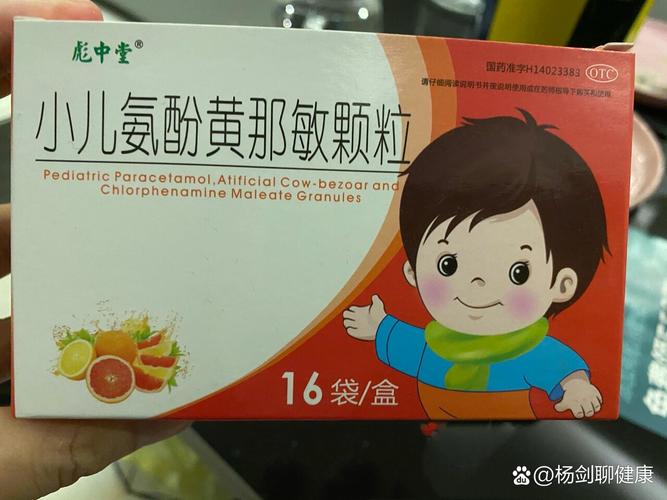 彪中堂®
国药准字H14023383 OTC
请仔细阅读说明书并按说明使用或在药师指导下购买和使用
小儿氨酚黄那敏颗粒
Pediatric Paracetamol,Atificial Cow-bezoar and
Chlorphenamine Maleate Granules
16袋/盒
杨剑聊健康